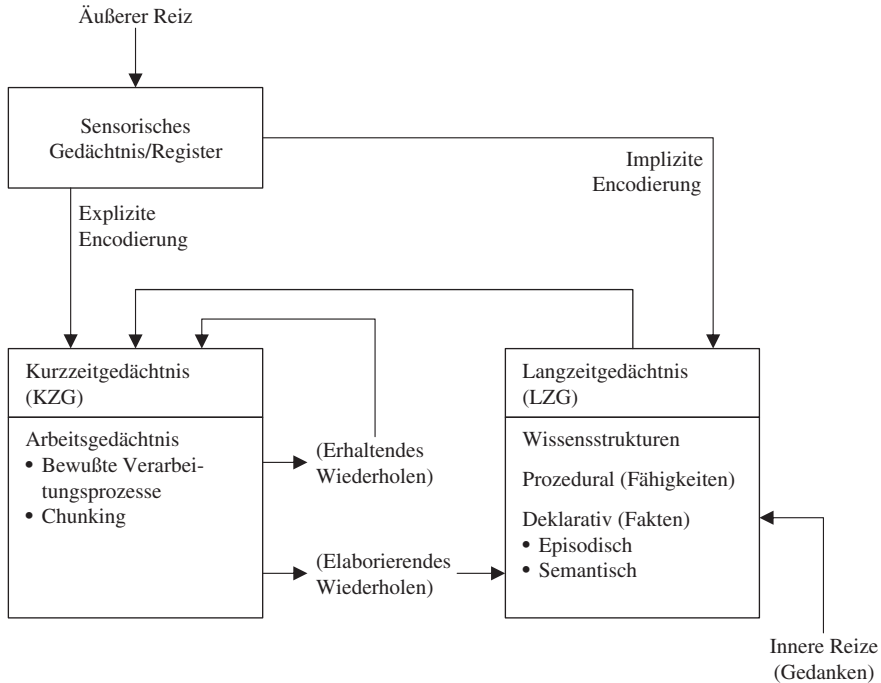 Äußerer Reiz
Sensorisches
Gedächtnis/Register
Implizite
Encodierung
Explizite
Encodierung
Kurzzeitgedächtnis
(KZG)
Arbeitsgedächtnis
• Bewußte Verarbei-
tungsprozesse
• Chunking
(Erhaltendes
Wiederholen)
(Elaborierendes
Wiederholen)
Langzeitgedächtnis
(LZG)
Wissensstrukturen
Prozedural (Fähigkeiten)
Deklarativ (Fakten)
• Episodisch
• Semantisch
Innere Reize
(Gedanken)